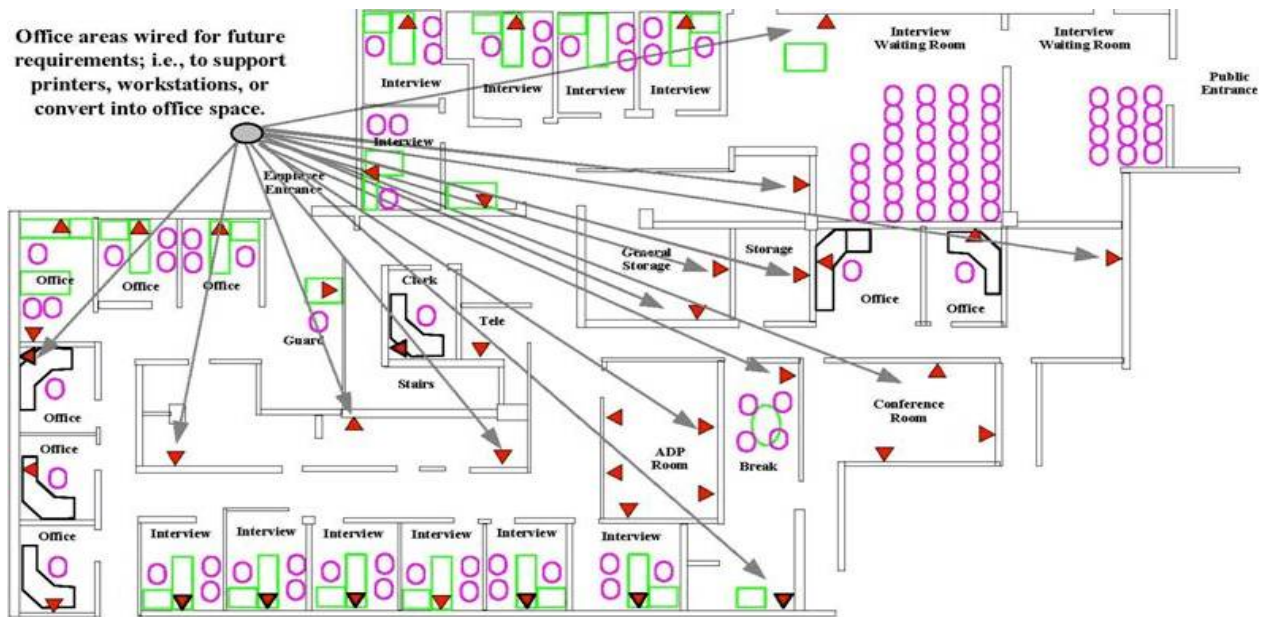 Office areas wired for future
requirements; i.e., to support
printers, workstations, or
convert into office space.
Interview
Interview
Interview
Interview
Interview
Waiting Room
Interview
Waiting Room
Public
Entrance
Interview
Employee
Entrance
General
Storage
Storage
Office
Office
Office
Office
Office
Guard
Clerk
Tele
Stairs
Office
Office
Office
ADP
Room
Break
Conference
Room
Interview
Interview
Interview
Interview
Interview
Interview